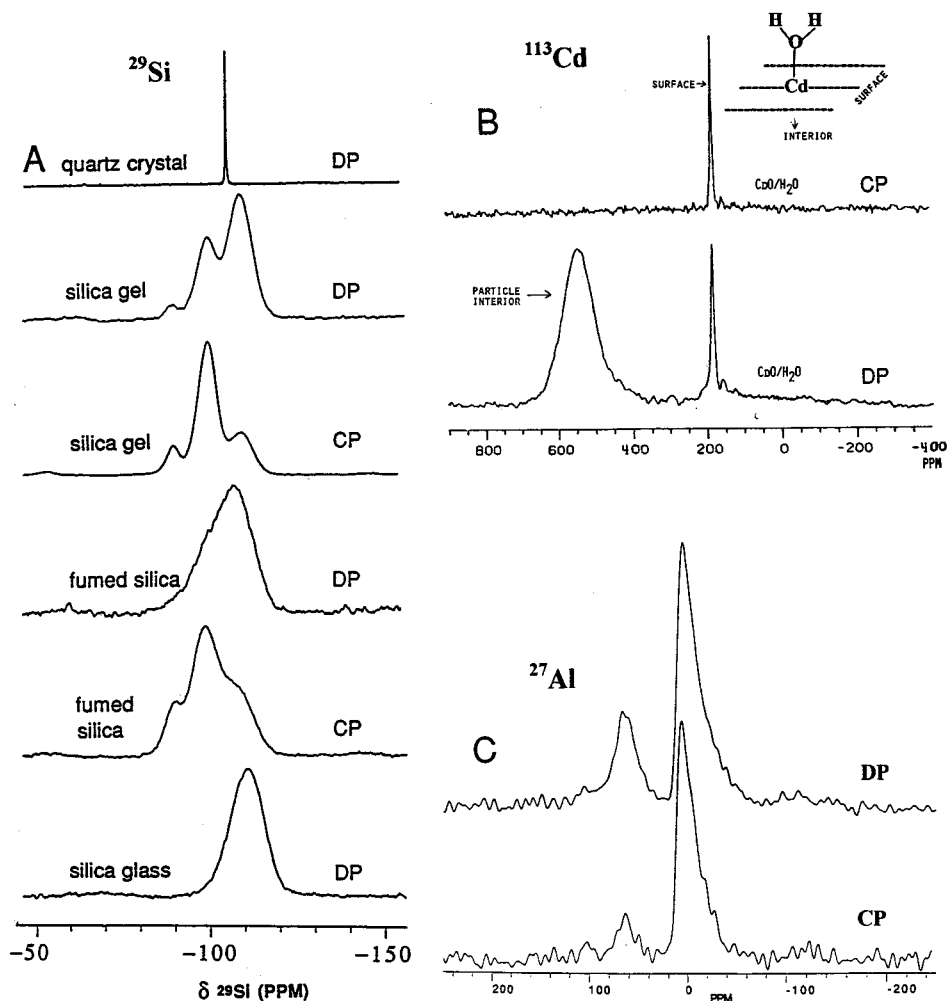 A
29Si
quartz crystal
DP
silica gel
DP
silica gel
CP
fumed silica
DP
fumed
silica
CP
silica glass
DP
-50
-100
-150
δ 29Si (PPM)
B
113Cd
H
H
O
Cd
SURFACE
INTERIOR
SURFACE
CDO/H2O
CP
PARTICLE
INTERIOR
CDO/H2O
DP
800
600
400
200
0
-200
-400
PPM
C
27Al
DP
CP
200
100
0
-100
-200
PPM